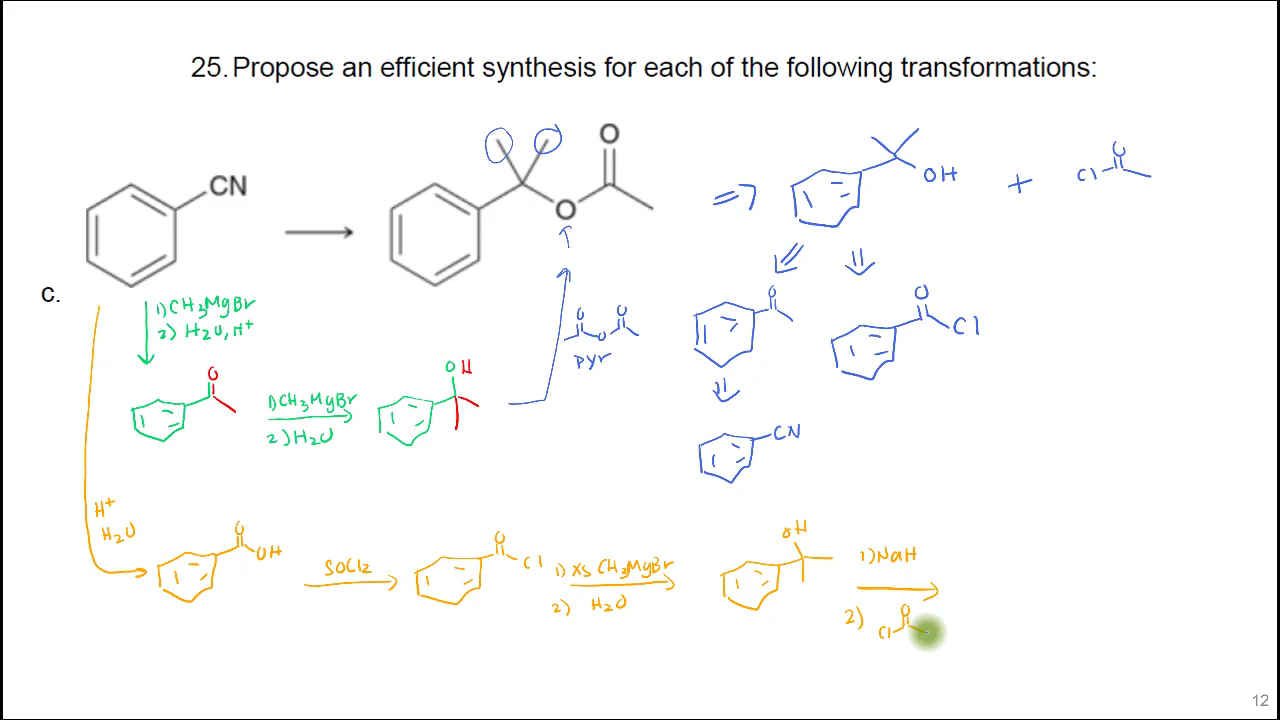 25. Propose an efficient synthesis for each of the following transformations:
CN
O
O
OH
+
Cl
O
c.
1) CH3MgBr
2) H2O, H+
O
O
O
pyr
O
O
Cl
O
1) CH3MgBr
2) H2O
OH
CN
H+
H2O
O
OH
SOCl2
O
Cl
1) XS CH3MgBr
2) H2O
OH
1) NaH
2)
Cl
O
12